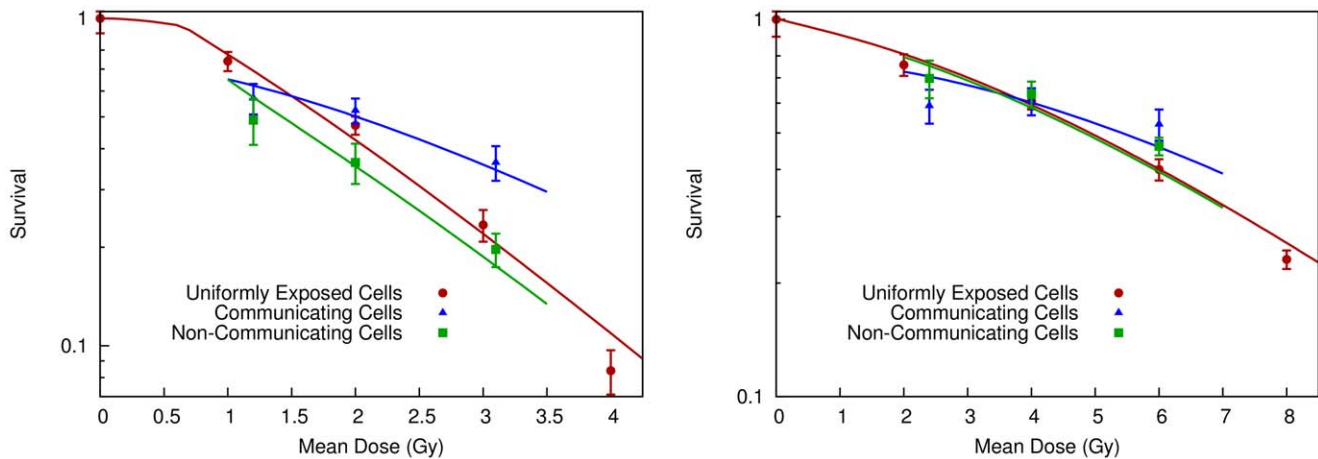 1
0.1
Survival
0 0.5 1 1.5 2 2.5 3 3.5 4
Mean Dose (Gy)
Uniformly Exposed Cells
Communicating Cells
Non-Communicating Cells
1
0.1
Survival
0 1 2 3 4 5 6 7 8
Mean Dose (Gy)
Uniformly Exposed Cells
Communicating Cells
Non-Communicating Cells